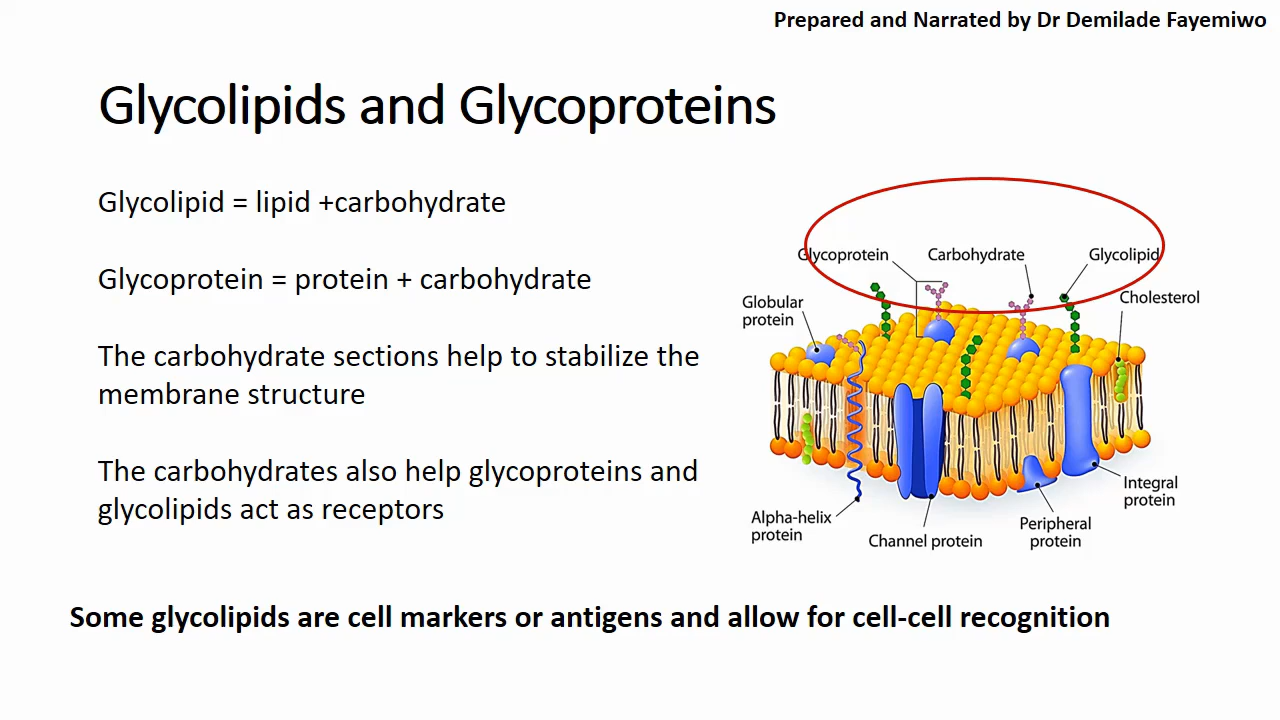 Prepared and Narrated by Dr Demilade Fayemiwo
Glycolipids and Glycoproteins
Glycolipid = lipid +carbohydrate
Glycoprotein = protein + carbohydrate
The carbohydrate sections help to stabilize the
membrane structure
The carbohydrates also help glycoproteins and
glycolipids act as receptors
Glycoprotein
Carbohydrate
Glycolipid
Globular
protein
Cholesterol
Alpha-helix
protein
Channel protein
Peripheral
protein
Integral
protein
Some glycolipids are cell markers or antigens and allow for cell-cell recognition